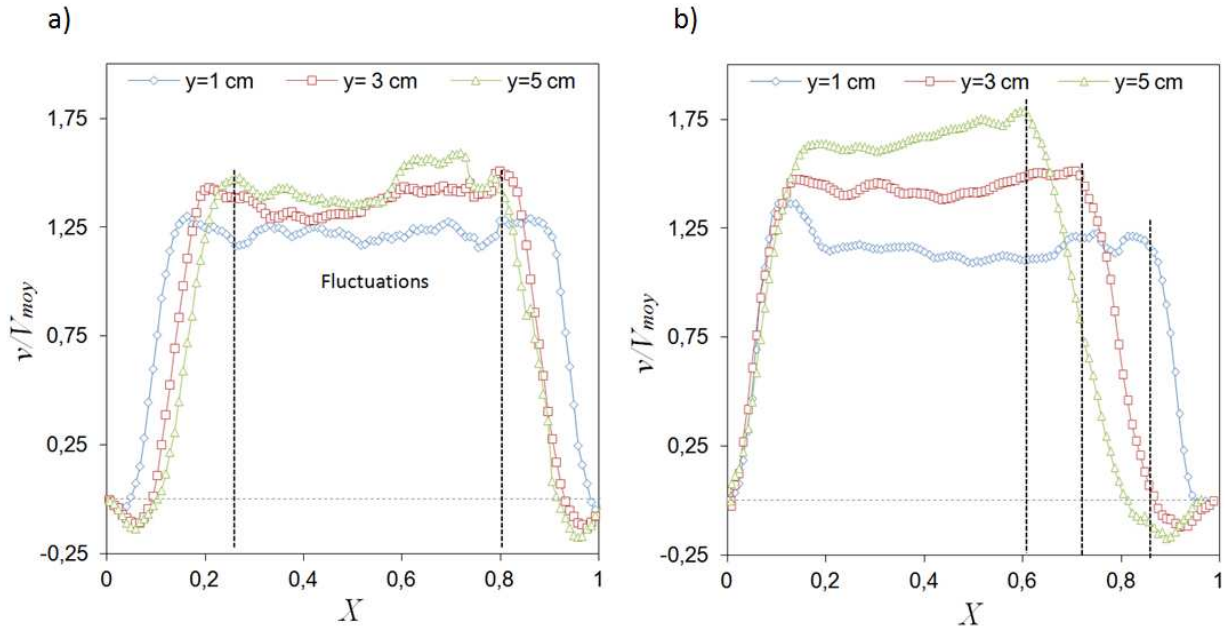 a)
y=1 cm y= 3 cm y=5 cm
1,75
1,25
0,75
0,25
-0,25
v/Vmoy
Fluctuations
0 0,2 0,4 0,6 0,8 1
X
b)
y=1 cm y=3 cm y=5 cm
1,75
1,25
0,75
0,25
-0,25
v/Vmoy
0 0,2 0,4 0,6 0,8 1
X